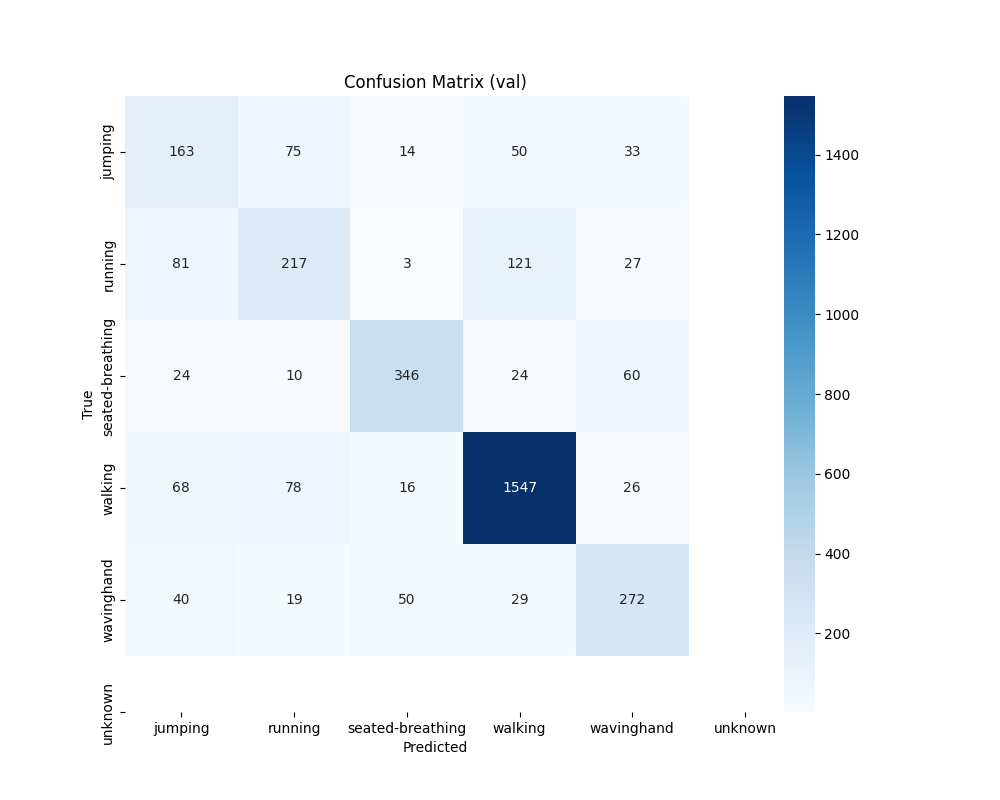 Confusion Matrix (val)
jumping 163 75 14 50 33
running 81 217 3 121 27
seated-breathing 24 10 346 24 60
walking 68 78 16 1547 26
wavinghand 40 19 50 29 272
unknown
True
jumping running seated-breathing walking wavinghand unknown
Predicted
1400
1200
1000
800
600
400
200